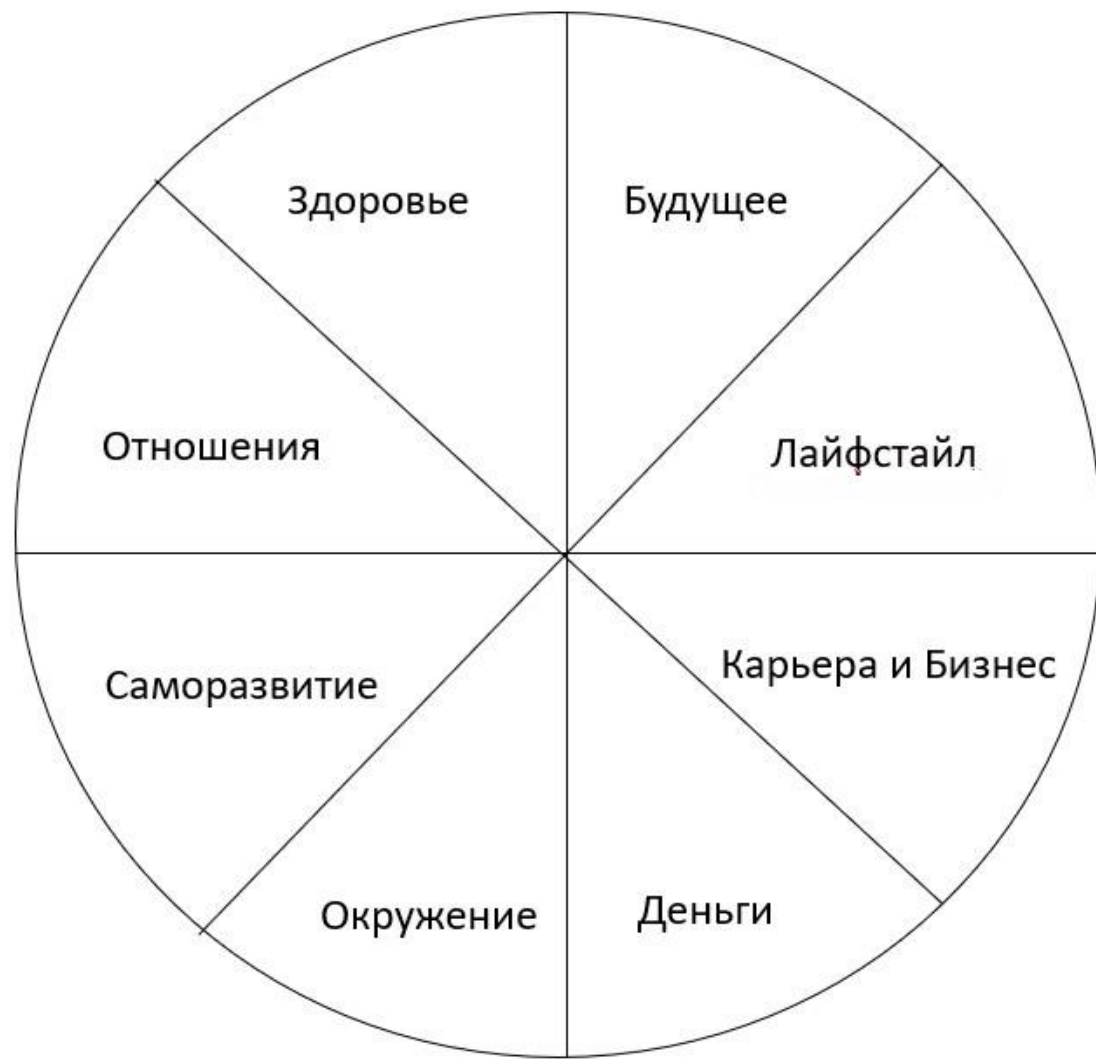 Здоровье
Будущее
Отношения
Лайфстайл
Саморазвитие
Карьера и Бизнес
Окружение
Деньги